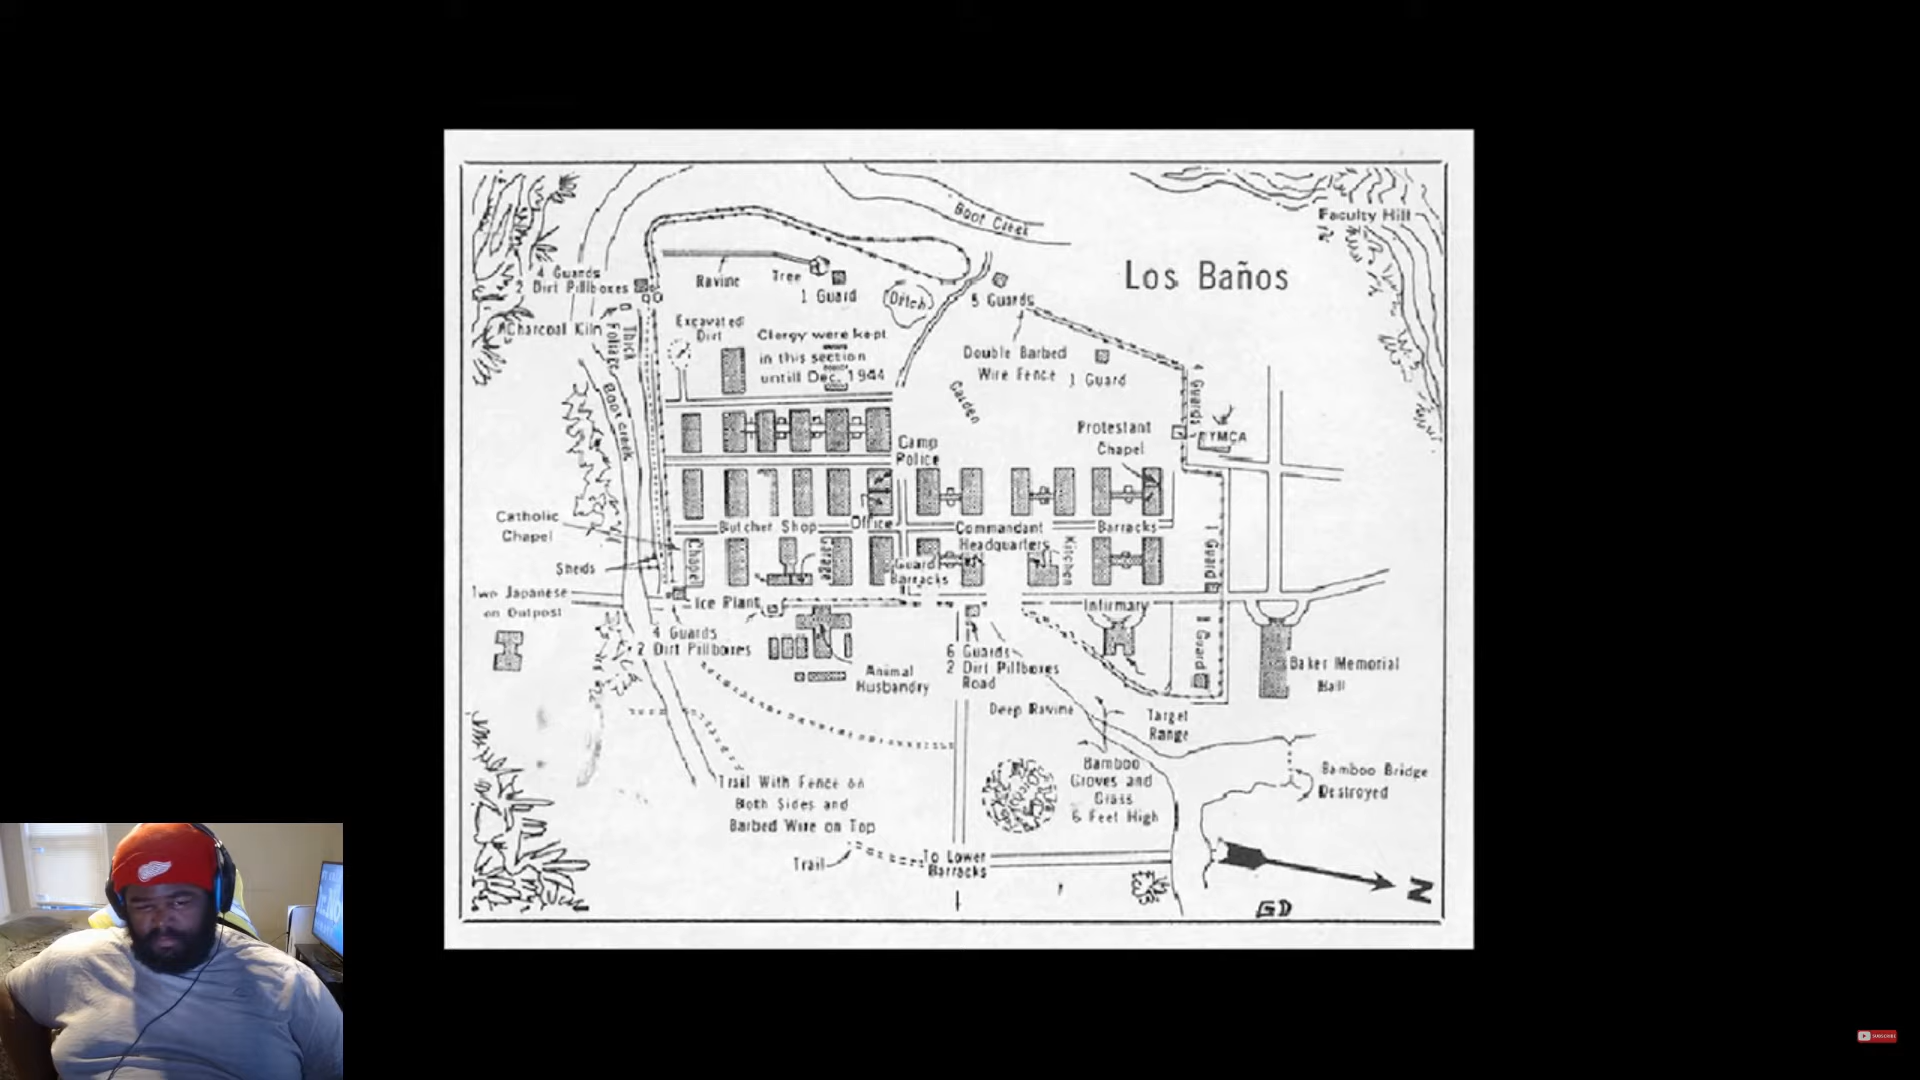 Boot Creek
Faculty Hill
Los Baños
4 Guards
2 Dirt Pillboxes
Ravine
Tree
1 Guard
Ditch
5 Guards
Charcoal Kiln
Thick
Foliage
Excavated
Dirt
Clergy were kept
in this section
untill Dec. 1944
Double Barbed
Wire Fence
1 Guard
4 Guards
Boot Creek
Garden
Protestant
Chapel
YMCA
Camp
Police
Catholic
Chapel
Butcher Shop
Office
Commandant
Headquarters
Barracks
Chapel
Garage
Kitchen
1 Guard
Sheds
Guard
Barracks
Two Japanese
on Outpost
Ice Plant
Infirmary
4 Guards
2 Dirt Pillboxes
6 Guards
2 Dirt Pillboxes
Road
1 Guard
Baker Memorial
Hall
Animal
Husbandry
Deep Ravine
Target
Range
Trail With Fence on
Both Sides and
Barbed Wire on Top
Bamboo
Groves and
Grass
6 Feet High
Bamboo Bridge
Destroyed
Trail
To Lower
Barracks
N
GD
SUBSCRIBE